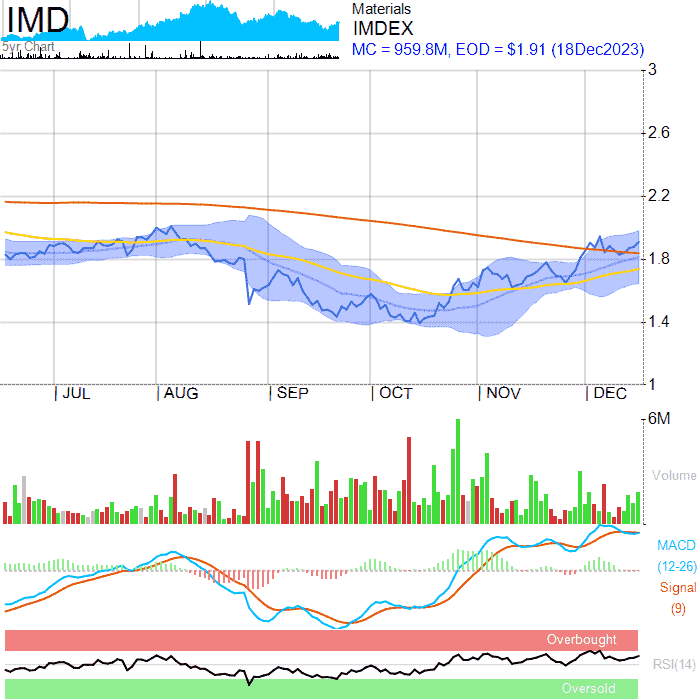 IMD
5yr Chart
Materials
IMDEX
MC = 959.8M, EOD = $1.91 (18Dec2023)
3
2.6
2.2
1.8
1.4
1
JUL AUG SEP OCT NOV DEC
6M
Volume
MACD
(12-26)
Signal
(9)
Overbought
RSI(14)
Oversold